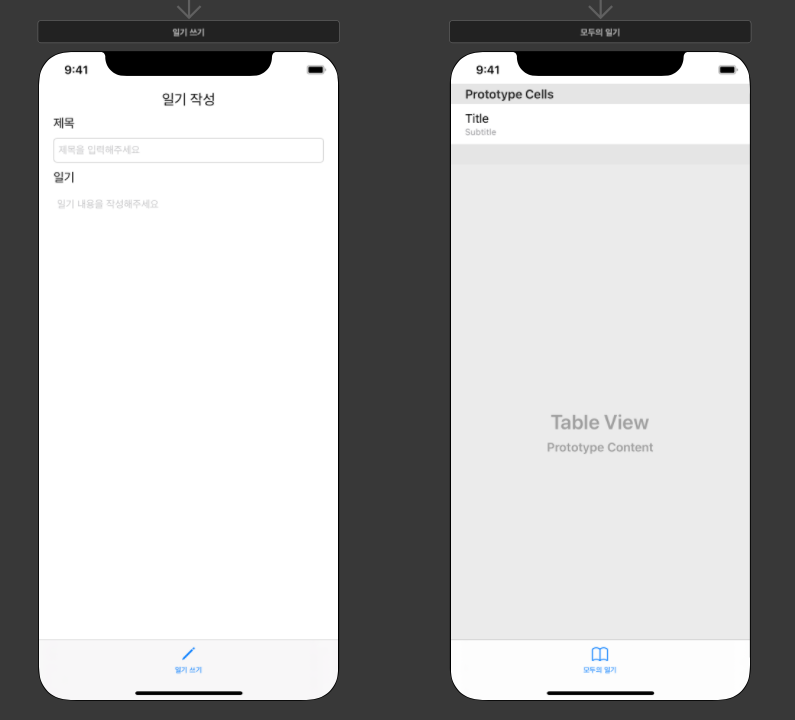 일기 쓰기
9:41
일기 작성
제목
제목을 입력해주세요
일기
일기 내용을 작성해주세요
일기 쓰기
모두의 일기
9:41
Prototype Cells
Title
Subtitle
Table View
Prototype Content
모두의 일기